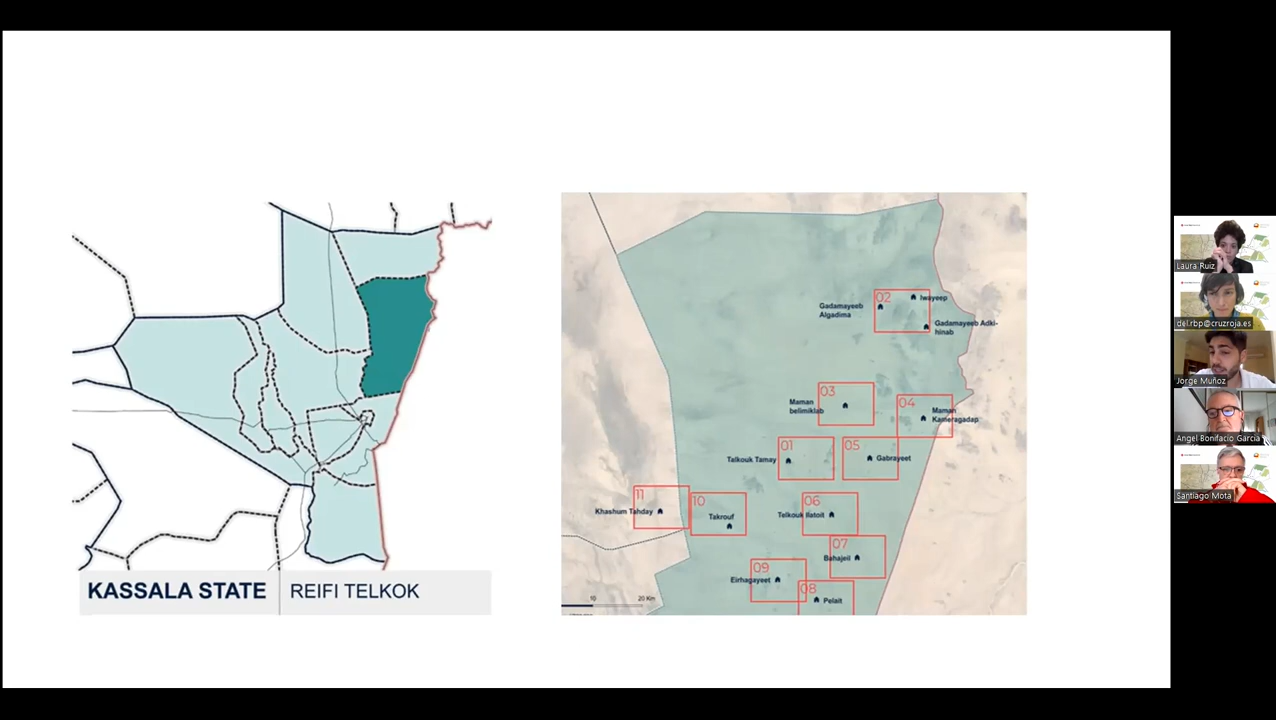 KASSALA STATE
REIFI TELKOK
02
Iwayeep
Gadamayeeb
Algadima
Gadamayeeb Adki-
hinab
03
Maman
belimiklab
04
Maman
Kameragadap
01
Talkouk Tamay
05
Gabrayeet
11
Khashum Tahday
10
Takrouf
06
Telkouk Ilatoit
07
Bahajeil
09
Eirhagayeet
08
Pelait
10
20 Km
Laura Ruiz
del.rbp@cruzroja.es
Jorge Muñoz
Angel Bonifacio Garcia
Santiago Mota